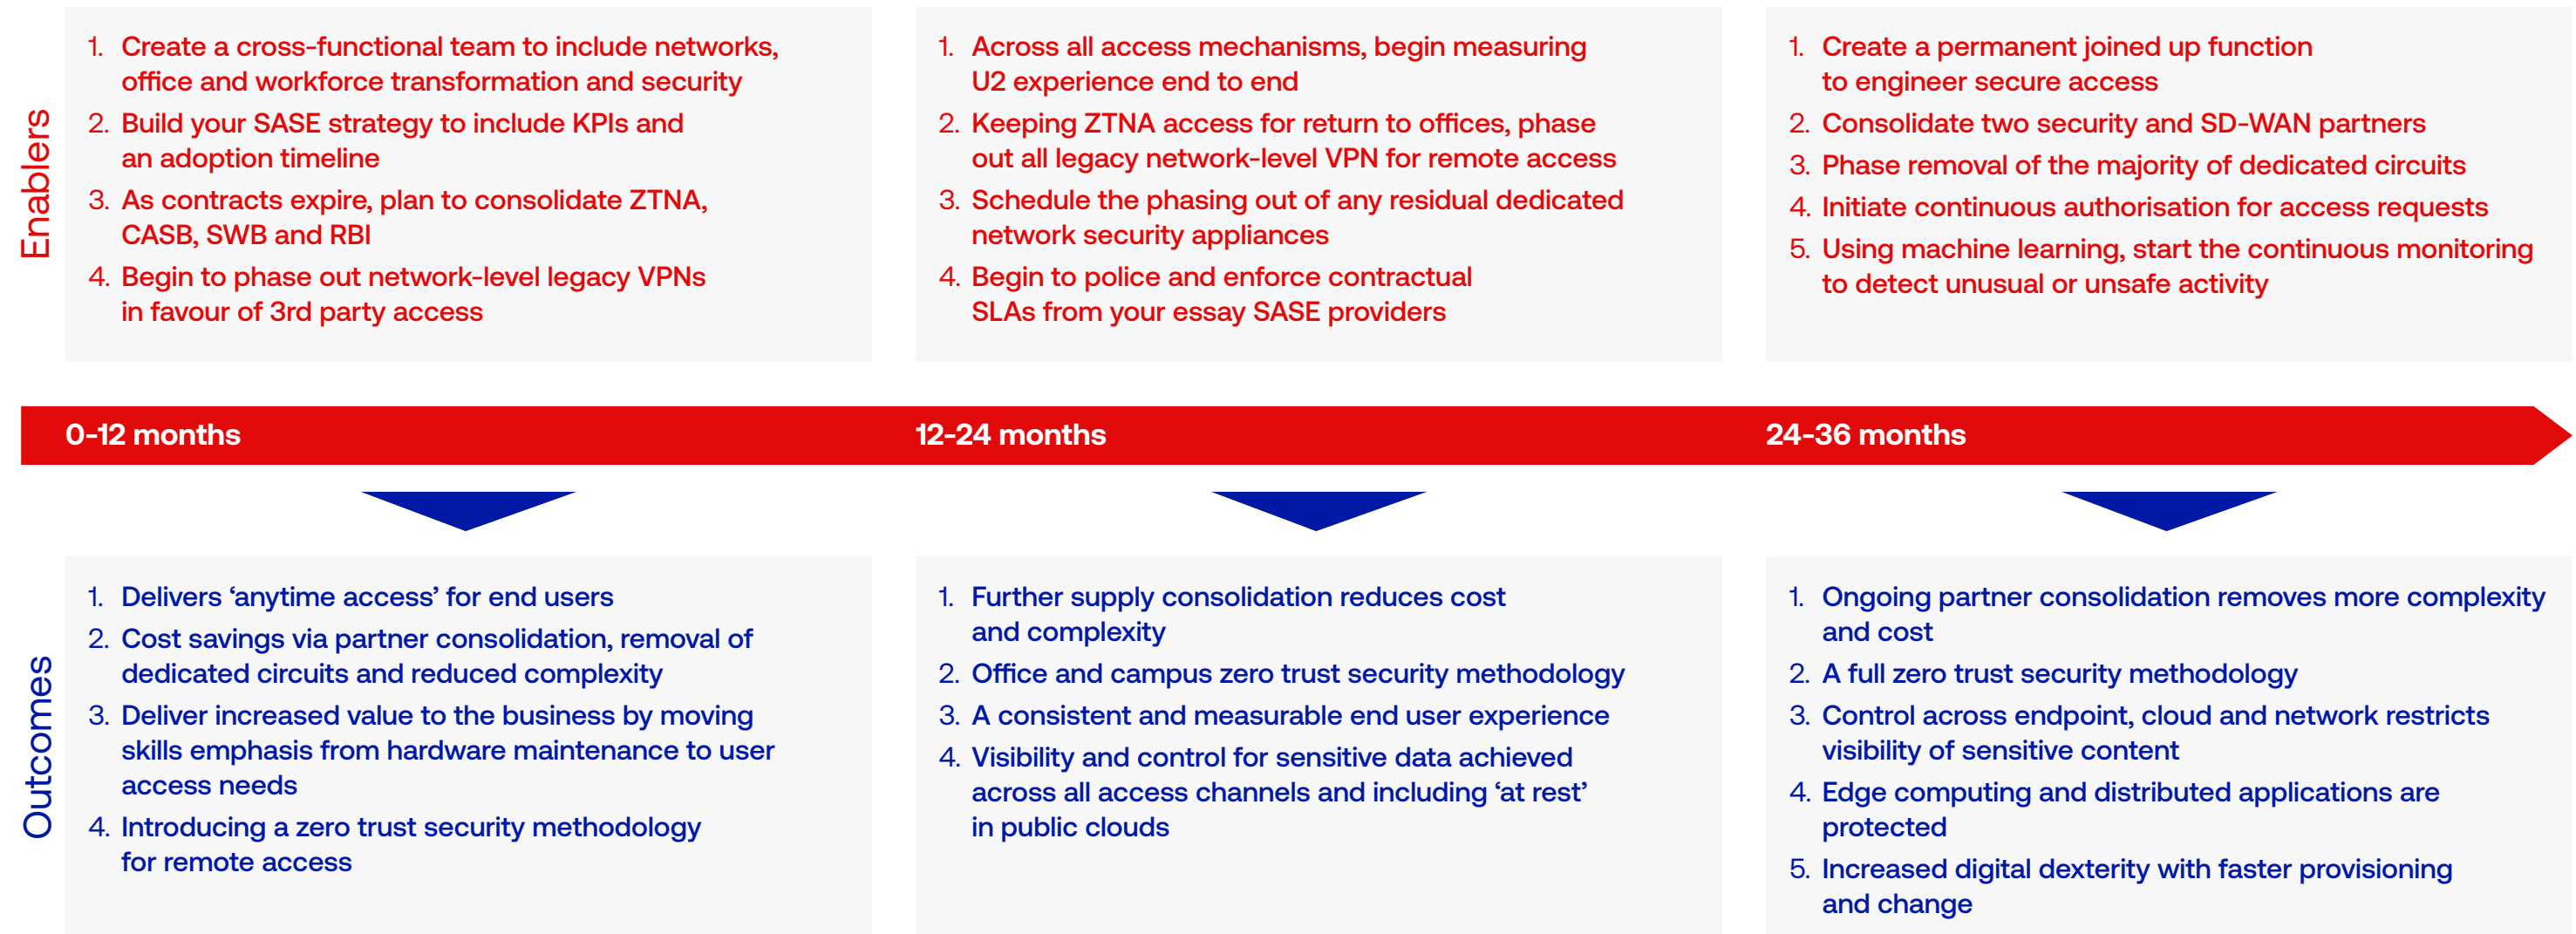 Enablers
1. Create a cross-functional team to include networks,
office and workforce transformation and security
2. Build your SASE strategy to include KPIs and
an adoption timeline
3. As contracts expire, plan to consolidate ZTNA,
CASB, SWB and RBI
4. Begin to phase out network-level legacy VPNs
in favour of 3rd party access
1. Across all access mechanisms, begin measuring
U2 experience end to end
2. Keeping ZTNA access for return to offices, phase
out all legacy network-level VPN for remote access
3. Schedule the phasing out of any residual dedicated
network security appliances
4. Begin to police and enforce contractual
SLAs from your essay SASE providers
1. Create a permanent joined up function
to engineer secure access
2. Consolidate two security and SD-WAN partners
3. Phase removal of the majority of dedicated circuits
4. Initiate continuous authorisation for access requests
5. Using machine learning, start the continuous monitoring
to detect unusual or unsafe activity
0-12 months
12-24 months
24-36 months
Outcomes
1. Delivers ‘anytime access’ for end users
2. Cost savings via partner consolidation, removal of
dedicated circuits and reduced complexity
3. Deliver increased value to the business by moving
skills emphasis from hardware maintenance to user
access needs
4. Introducing a zero trust security methodology
for remote access
1. Further supply consolidation reduces cost
and complexity
2. Office and campus zero trust security methodology
3. A consistent and measurable end user experience
4. Visibility and control for sensitive data achieved
across all access channels and including ‘at rest’
in public clouds
1. Ongoing partner consolidation removes more complexity
and cost
2. A full zero trust security methodology
3. Control across endpoint, cloud and network restricts
visibility of sensitive content
4. Edge computing and distributed applications are
protected
5. Increased digital dexterity with faster provisioning
and change